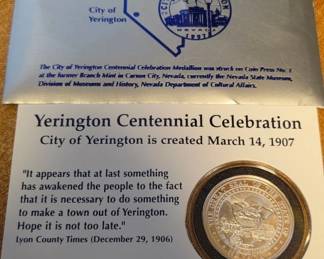 City of
Yerington
1907
The City of Yerington Centennial Celebration Medallion was struck on Coin Press No. 1
at the former Branch Mint in Carson City, Nevada, currently the Nevada State Museum,
Division of Museums and History, Nevada Department of Cultural Affairs.
Yerington Centennial Celebration
City of Yerington is created March 14, 1907
"It appears that at last something
has awakened the people to the fact
that it is necessary to do something
to make a town out of Yerington.
Hope it is not too late."
Lyon County Times (December 29, 1906)